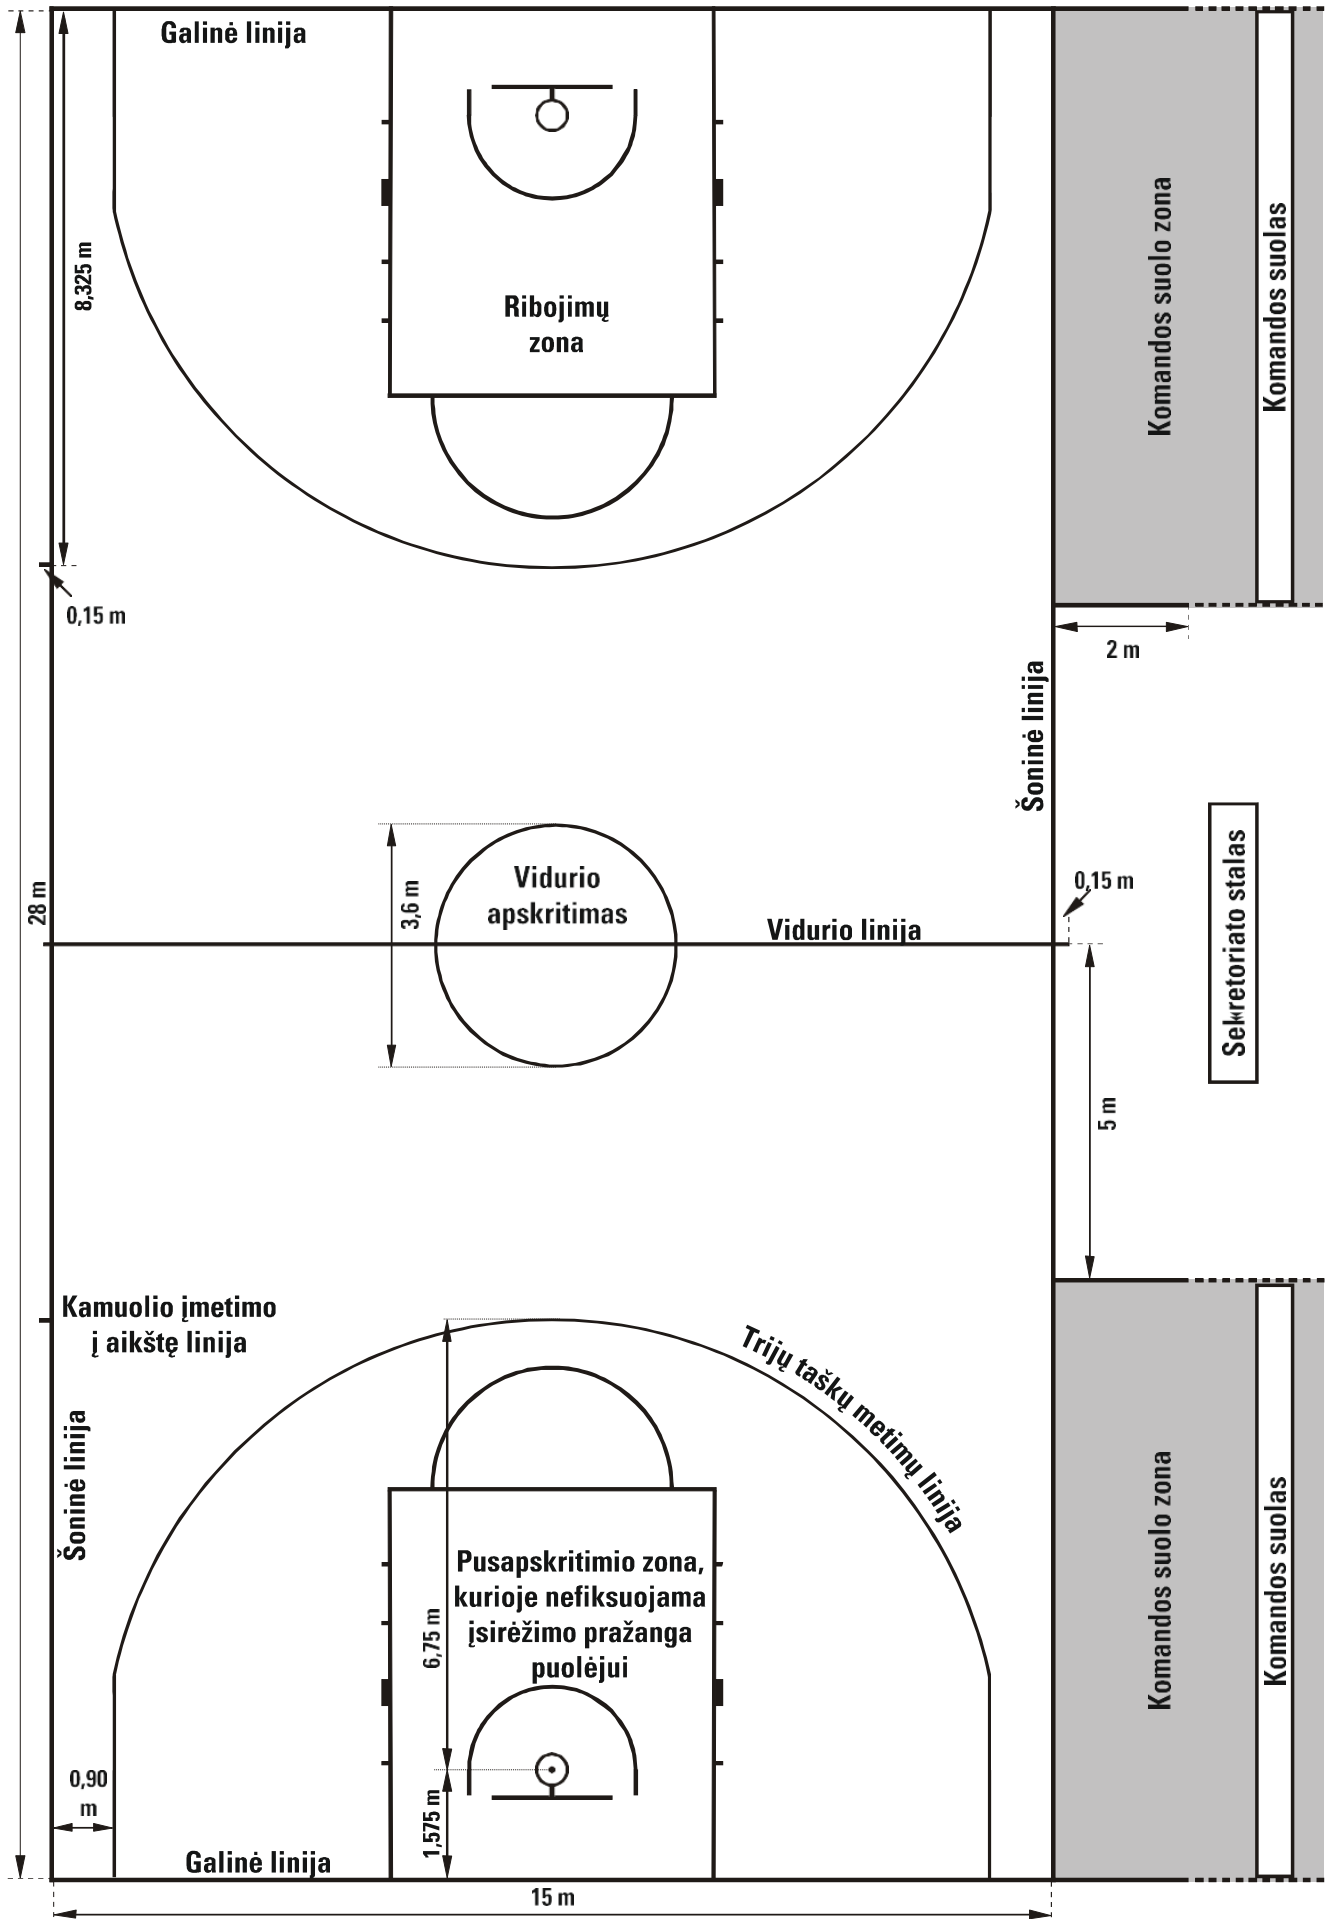 Galinė linija
8,325 m
Ribojimų
zona
Komandos suolo zona
Komandos suolas
0,15 m
2 m
Šoninė linija
28 m
3,6 m
Vidurio
apskritimas
Vidurio linija
0,15 m
Sekretoriato stalas
5 m
Kamuolio įmetimo
į aikštę linija
Trijų taškų metimų linija
Šoninė linija
6,75 m
Pusapskritimio zona,
kurioje nefiksuojama
įsirėžimo pražanga
puolėjui
Komandos suolo zona
Komandos suolas
0,90
m
1,575 m
Galinė linija
15 m